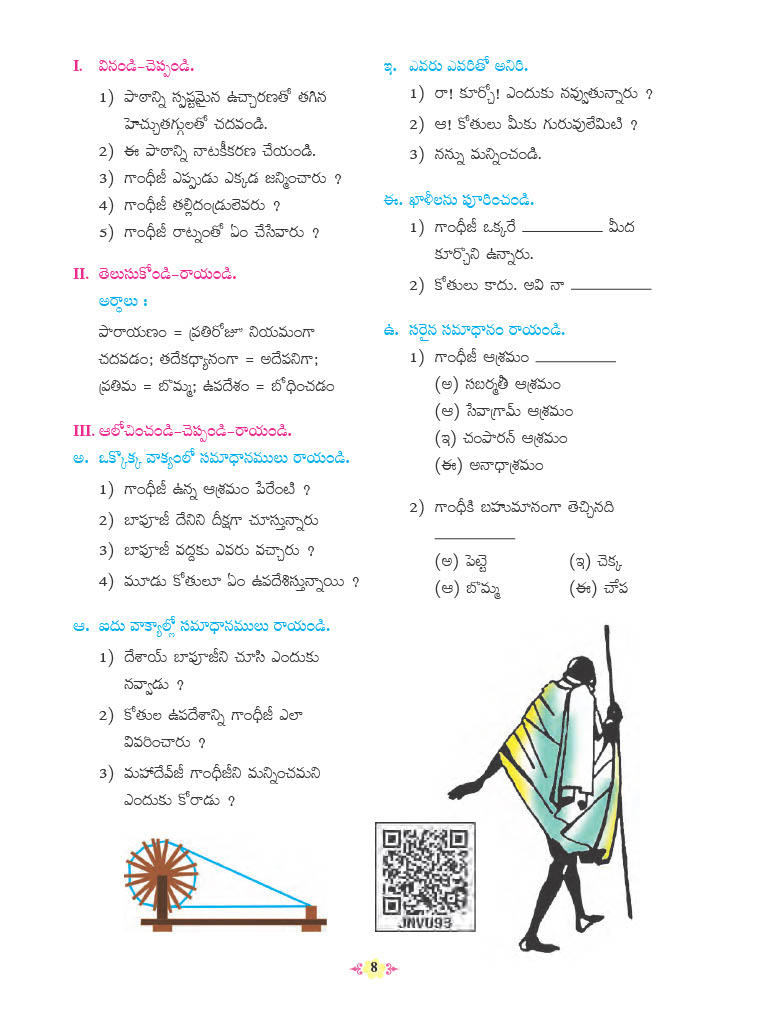 I. వినండి–చెప్పండి.
1) పాఠాన్ని స్పష్టమైన ఉచ్చారణతో తగిన
హెచ్చుతగ్గులతో చదవండి.
2) ఈ పాఠాన్ని నాటకీకరణ చేయండి.
3) గాంధీజీ ఎప్పుడు ఎక్కడ జన్మించారు ?
4) గాంధీజీ తల్లిదండ్రులెవరు ?
5) గాంధీజీ రాట్నంతో ఏం చేసేవారు ?
II. తెలుసుకోండి–రాయండి.
అర్థాలు :
పారాయణం = ప్రతిరోజూ నియమంగా
చదవడం; తదేకధ్యానంగా = అదేపనిగా;
ప్రతిమ = బొమ్మ; ఉపదేశం = బోధించడం
III. ఆలోచించండి–చెప్పండి–రాయండి.
అ. ఒక్కొక్క వాక్యంలో సమాధానములు రాయండి.
1) గాంధీజీ ఉన్న ఆశ్రమం పేరేంటి ?
2) బాపూజీ దేనిని దీక్షగా చూస్తున్నారు
3) బాపూజీ వద్దకు ఎవరు వచ్చారు ?
4) మూడు కోతులూ ఏం ఉపదేశిస్తున్నాయి ?
ఆ. ఐదు వాక్యాల్లో సమాధానములు రాయండి.
1) దేశాయ్ బాపూజీని చూసి ఎందుకు
నవ్వాడు ?
2) కోతుల ఉపదేశాన్ని గాంధీజీ ఎలా
వివరించారు ?
3) మహాదేవ్‌జీ గాంధీజీని మన్నించమని
ఎందుకు కోరాడు ?
ఇ. ఎవరు ఎవరితో అనిరి.
1) రా! కూర్చో! ఎందుకు నవ్వుతున్నారు ?
2) ఆ! కోతులు మీకు గురువులేమిటి ?
3) నన్ను మన్నించండి.
ఈ. ఖాళీలను పూరించండి.
1) గాంధీజీ ఒక్కరే __________ మీద
కూర్చొని ఉన్నారు.
2) కోతులు కాదు. అవి నా __________
ఉ. సరైన సమాధానం రాయండి.
1) గాంధీజీ ఆశ్రమం __________
(అ) సబర్మతీ ఆశ్రమం
(ఆ) సేవాగ్రామ్ ఆశ్రమం
(ఇ) చంపారన్ ఆశ్రమం
(ఈ) అనాధాశ్రమం
2) గాంధీకి బహుమానంగా తెచ్చినది
__________
(అ) పెట్టె (ఇ) చెక్క
(ఆ) బొమ్మ (ఈ) చేప
JNVU93
8